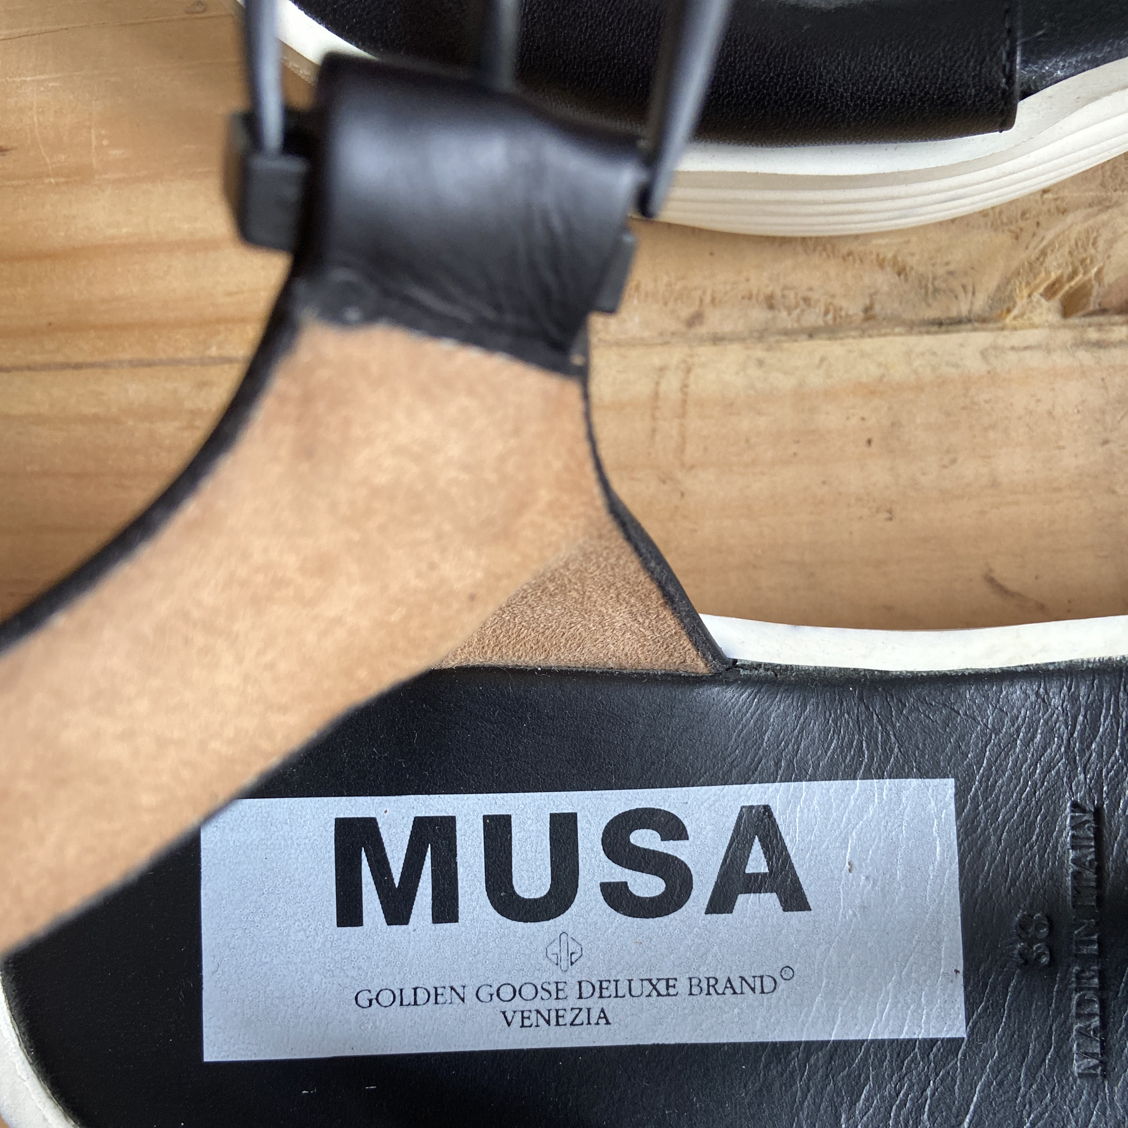 MUSA
GOLDEN GOOSE DELUXE BRAND©
VENEZIA
38
MADE IN ITALY